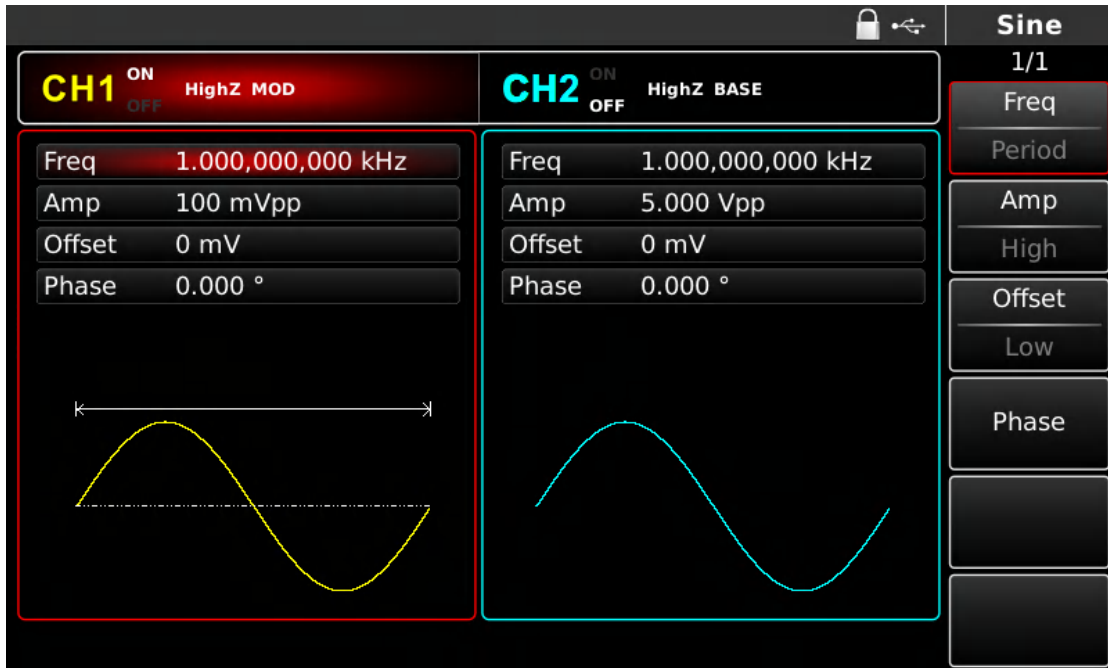 Sine
1/1
CH1 ON OFF HighZ MOD
CH2 ON OFF HighZ BASE
Freq 1.000,000,000 kHz
Amp 100 mVpp
Offset 0 mV
Phase 0.000 °
Freq 1.000,000,000 kHz
Amp 5.000 Vpp
Offset 0 mV
Phase 0.000 °
Freq
Period
Amp
High
Offset
Low
Phase